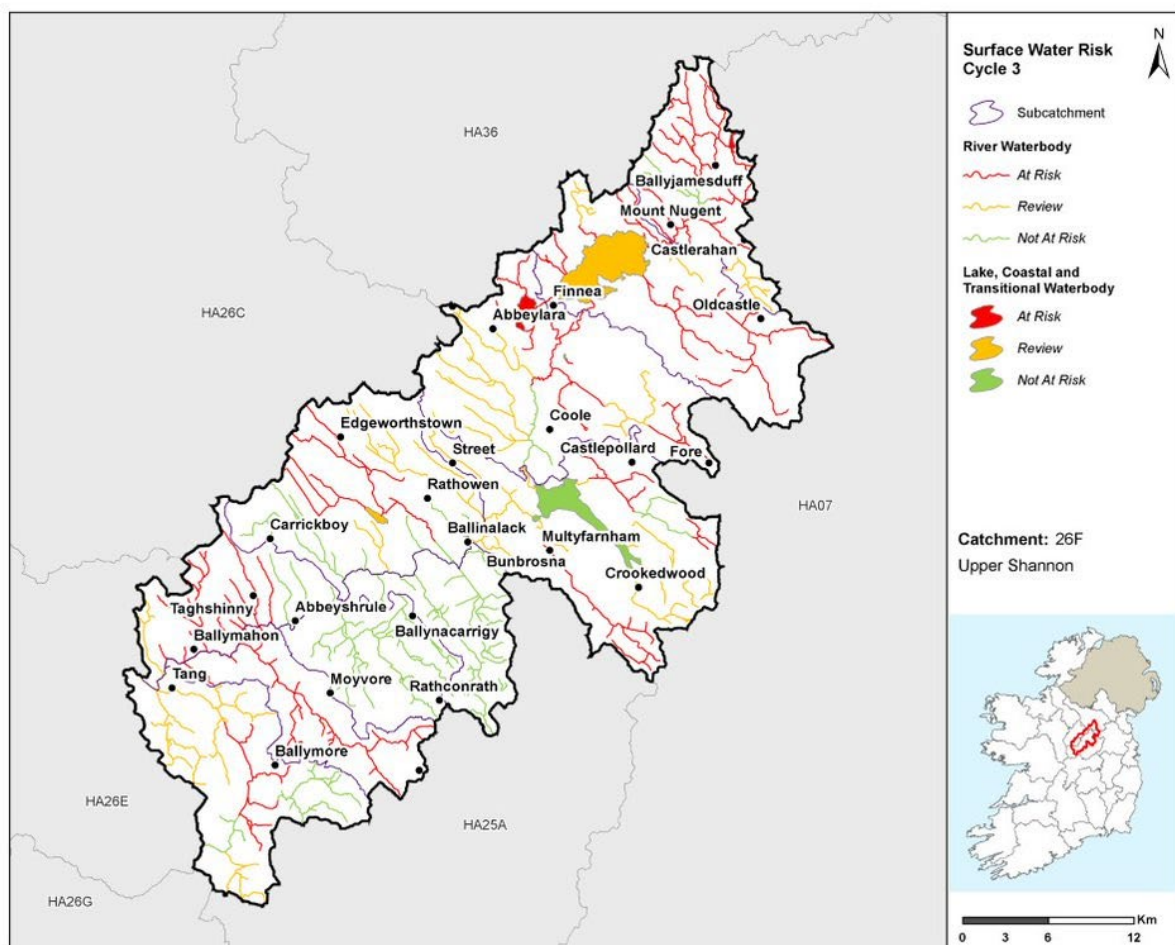 HA36
Ballyjamesduff
Mount Nugent
Castlerahan
Finnea
Oldcastle
HA26C
Abbeylara
Coole
Edgeworthstown
Castlepollard
Fore
Street
Rathowen
HA07
Carrickboy
Ballinalack
Multyfarnham
Bunbrosna
Crookedwood
Taghshinny
Abbeyshrule
Ballynacarrigy
Ballymahon
Tang
Moyvore
Rathconrath
Ballymore
HA26E
HA25A
HA26G
Surface Water Risk
Cycle 3
N
Subcatchment
River Waterbody
At Risk
Review
Not At Risk
Lake, Coastal and
Transitional Waterbody
At Risk
Review
Not At Risk
Catchment: 26F
Upper Shannon
Km
0 3 6 12